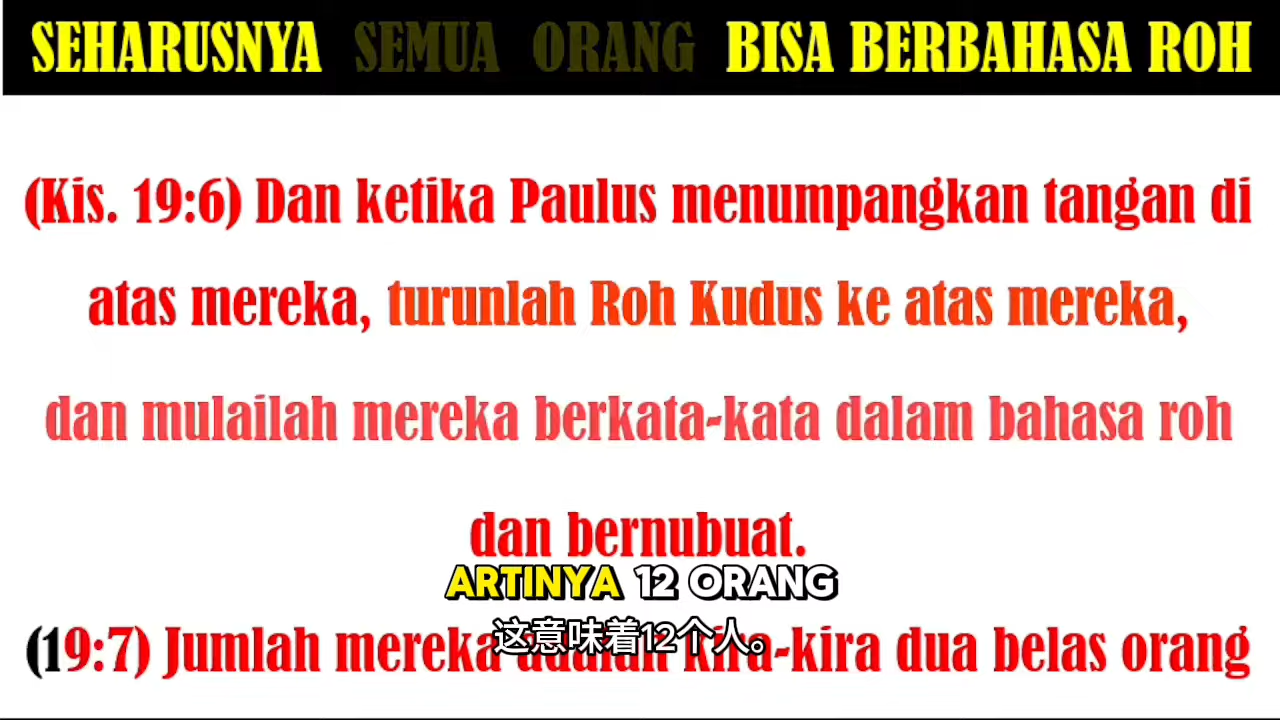 SEHARUSNYA SEMUA ORANG BISA BERBAHASA ROH
(Kis. 19:6) Dan ketika Paulus menumpangkan tangan di
atas mereka, turunlah Roh Kudus ke atas mereka,
dan mulailah mereka berkata-kata dalam bahasa roh
dan bernubuat.
ARTINYA 12 ORANG
这意味着12个人。
(19:7) Jumlah mereka adalah kira-kira dua belas orang